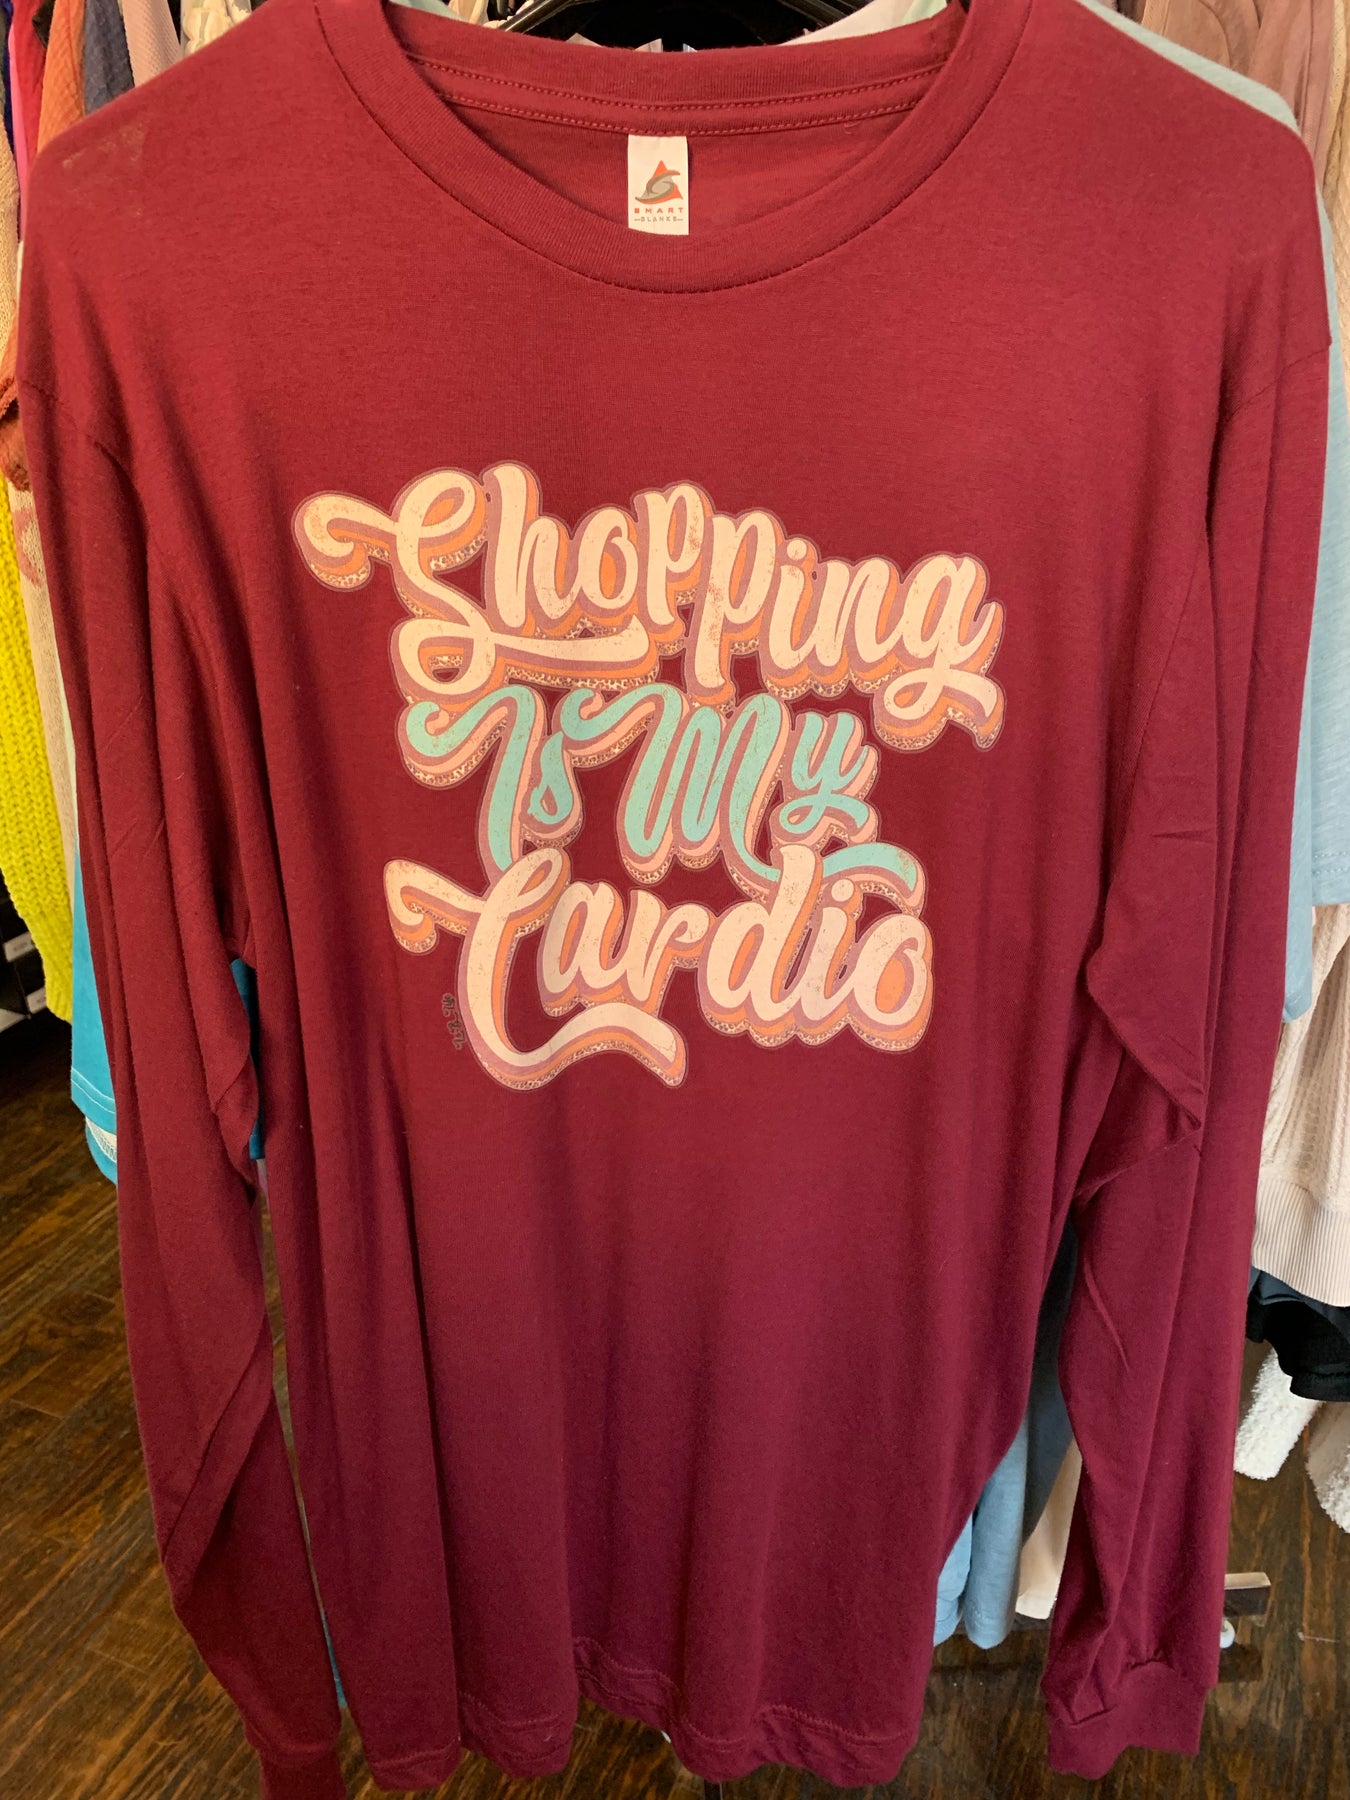 SMART
BLANKS
Shopping
Is My
Cardio